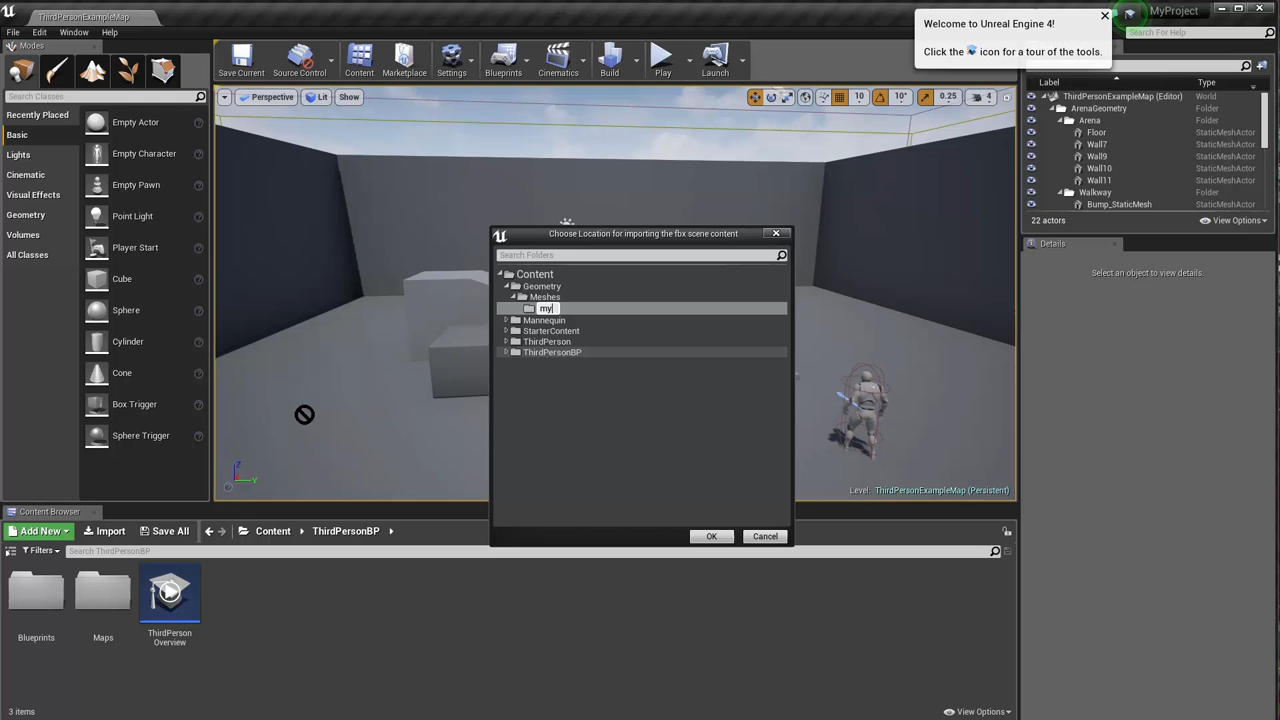 ThirdPersonExampleMap
MyProject
Welcome to Unreal Engine 4!
Click the icon for a tour of the tools.
File Edit Window Help
Search For Help
Modes
Save Current
Source Control
Content
Marketplace
Settings
Blueprints
Cinematics
Build
Play
Launch
Search Classes
Recently Placed
Basic
Lights
Cinematic
Visual Effects
Geometry
Volumes
All Classes
Empty Actor
Empty Character
Empty Pawn
Point Light
Player Start
Cube
Sphere
Cylinder
Cone
Box Trigger
Sphere Trigger
Perspective Lit Show
10 10° 0.25 4
Label Type
ThirdPersonExampleMap (Editor) World
ArenaGeometry Folder
Arena Folder
Floor StaticMeshActor
Wall7 StaticMeshActor
Wall9 StaticMeshActor
Wall10 StaticMeshActor
Wall11 StaticMeshActor
Walkway Folder
Bump_StaticMesh StaticMeshActor
22 actors View Options
Details
Select an object to view details.
Choose Location for importing the fbx scene content
Search Folders
Content
Geometry
Meshes
my
Mannequin
StarterContent
ThirdPerson
ThirdPersonBP
OK Cancel
Z
Y
Level: ThirdPersonExampleMap (Persistent)
Content Browser
Add New Import Save All Content ThirdPersonBP
Filters Search ThirdPersonBP
Blueprints
Maps
ThirdPerson
Overview
3 items View Options